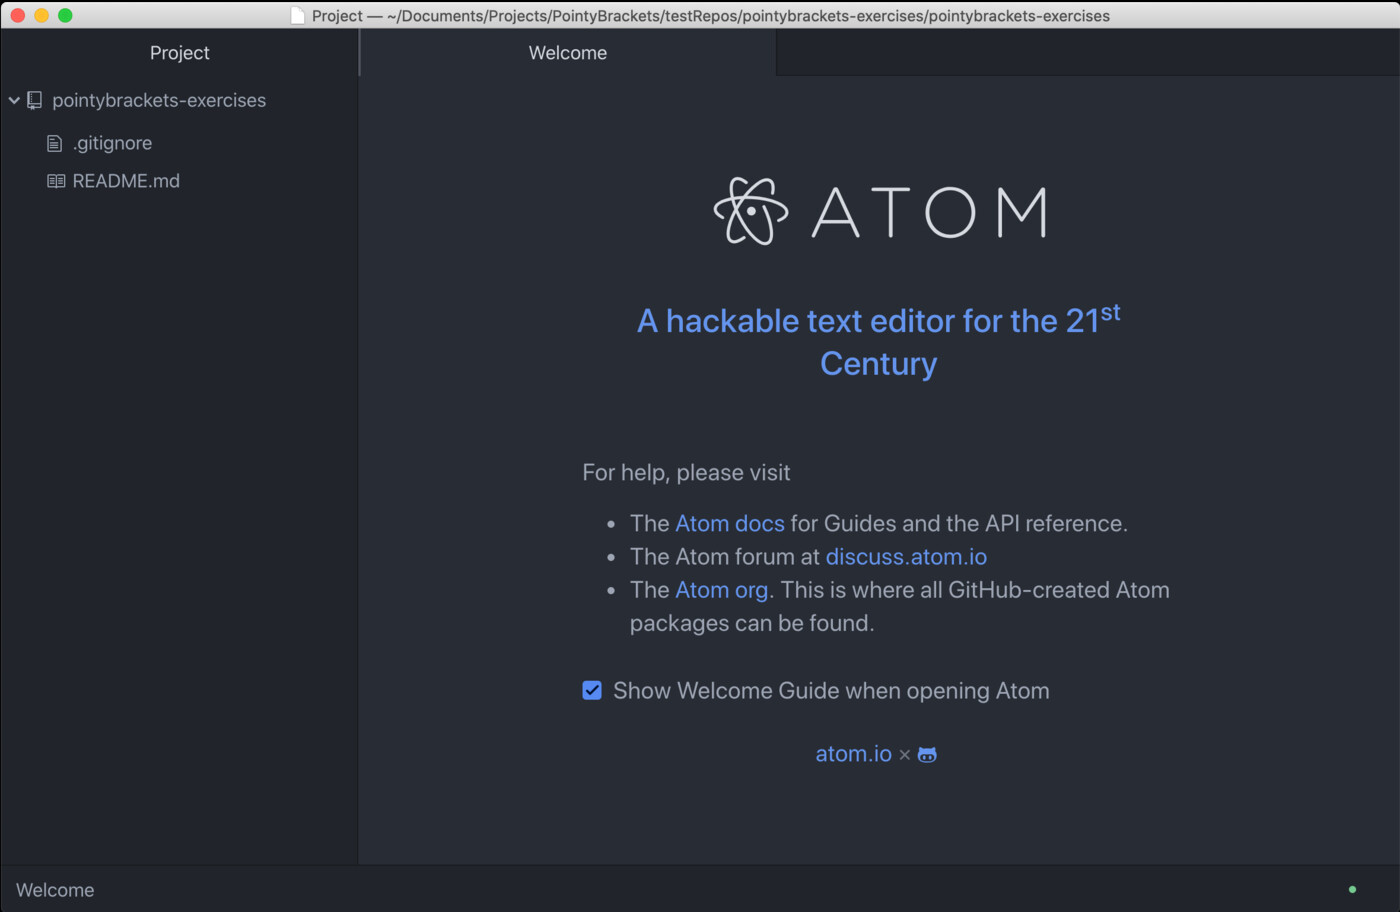 Project — ~/Documents/Projects/PointyBrackets/testRepos/pointybrackets-exercises/pointybrackets-exercises
Project
Welcome
pointybrackets-exercises
.gitignore
README.md
ATOM
A hackable text editor for the 21st
Century
For help, please visit
• The Atom docs for Guides and the API reference.
• The Atom forum at discuss.atom.io
• The Atom org. This is where all GitHub-created Atom
packages can be found.
Show Welcome Guide when opening Atom
atom.io ×
Welcome